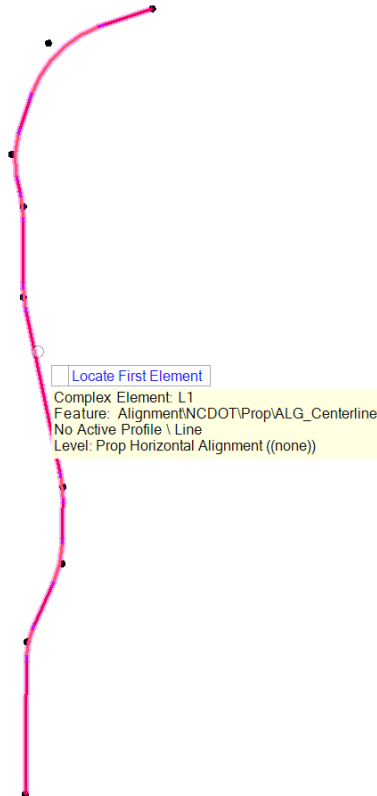 Locate First Element
Complex Element: L1
Feature: Alignment\NCDOT\Prop\ALG_Centerline
No Active Profile \ Line
Level: Prop Horizontal Alignment ((none))